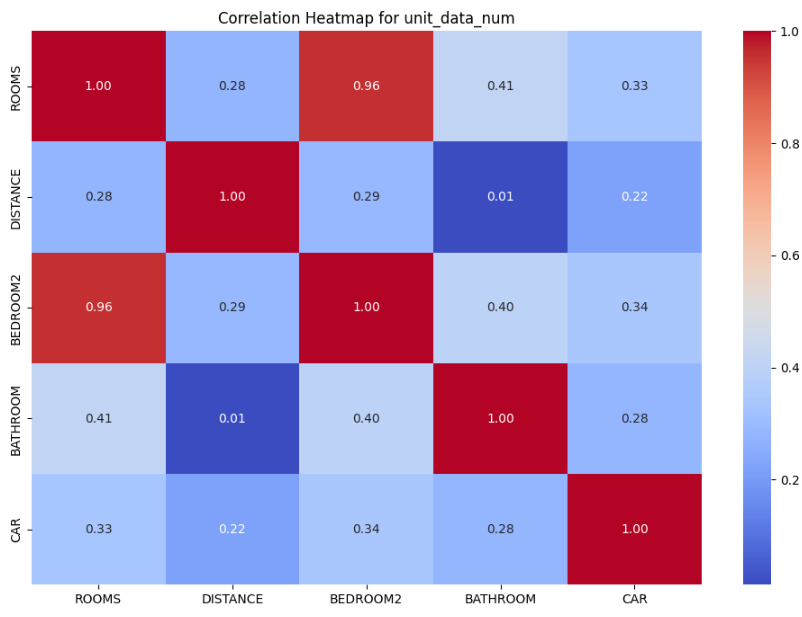 Correlation Heatmap for unit_data_num
ROOMS 1.00 0.28 0.96 0.41 0.33
DISTANCE 0.28 1.00 0.29 0.01 0.22
BEDROOM2 0.96 0.29 1.00 0.40 0.34
BATHROOM 0.41 0.01 0.40 1.00 0.28
CAR 0.33 0.22 0.34 0.28 1.00
ROOMS DISTANCE BEDROOM2 BATHROOM CAR
1.0
0.8
0.6
0.4
0.2